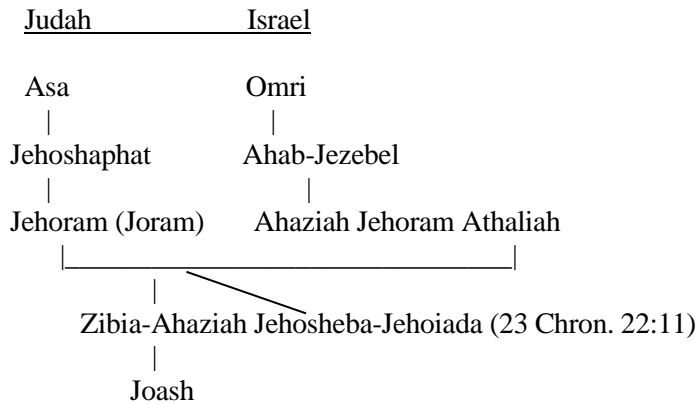 Judah Israel
Asa Omri
Jehoshaphat Ahab-Jezebel
Jehoram (Joram) Ahaziah Jehoram Athaliah
Zibia-Ahaziah Jehosheba-Jehoiada (23 Chron. 22:11)
Joash